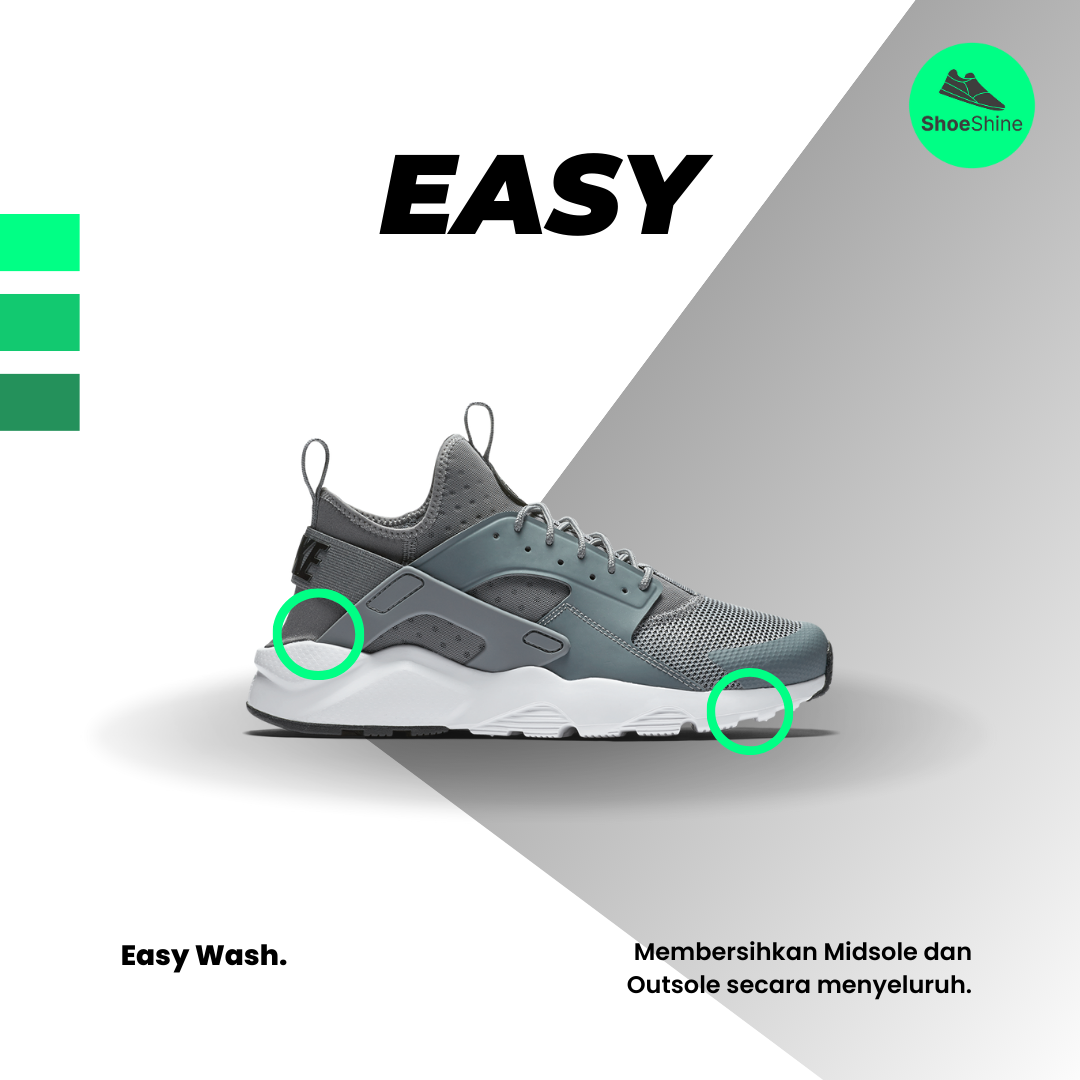 ShoeShine
EASY
Easy Wash.
Membersihkan Midsole dan
Outsole secara menyeluruh.